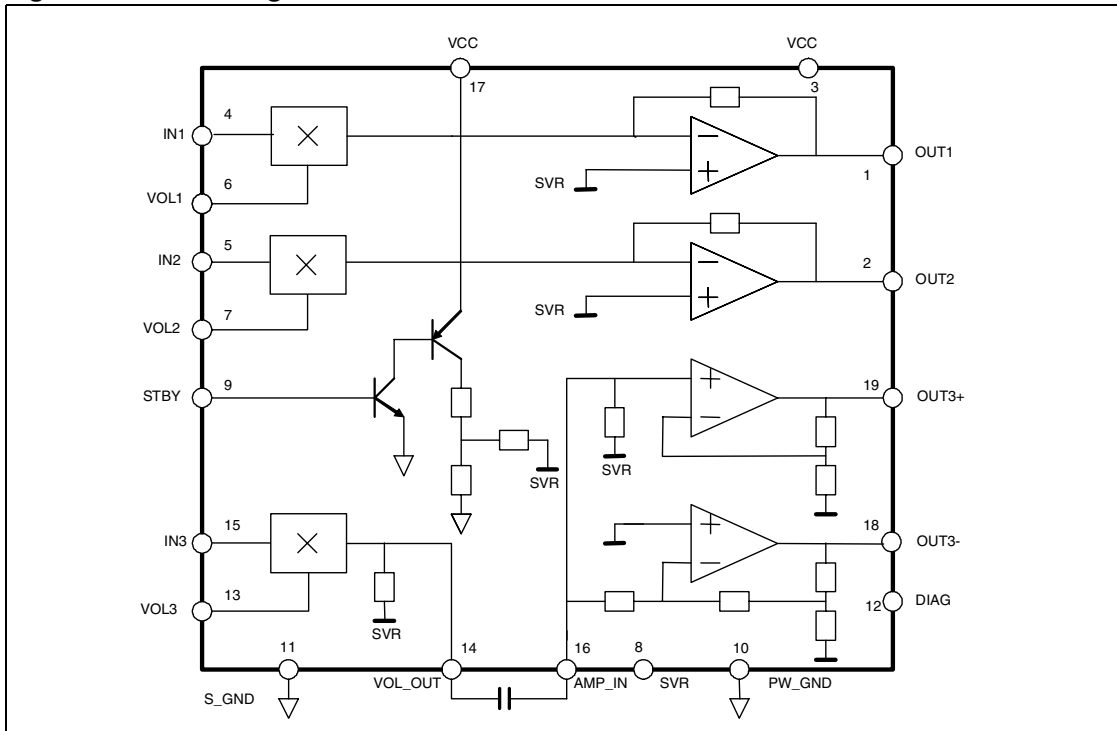 VCC
VCC
17
3
4
IN1
6
VOL1
SVR
OUT1
1
5
IN2
7
VOL2
SVR
2
OUT2
9
STBY
19
OUT3+
SVR
SVR
15
IN3
18
OUT3-
13
VOL3
SVR
12
DIAG
11
14
16
8
10
S_GND
VOL_OUT
AMP_IN
SVR
PW_GND